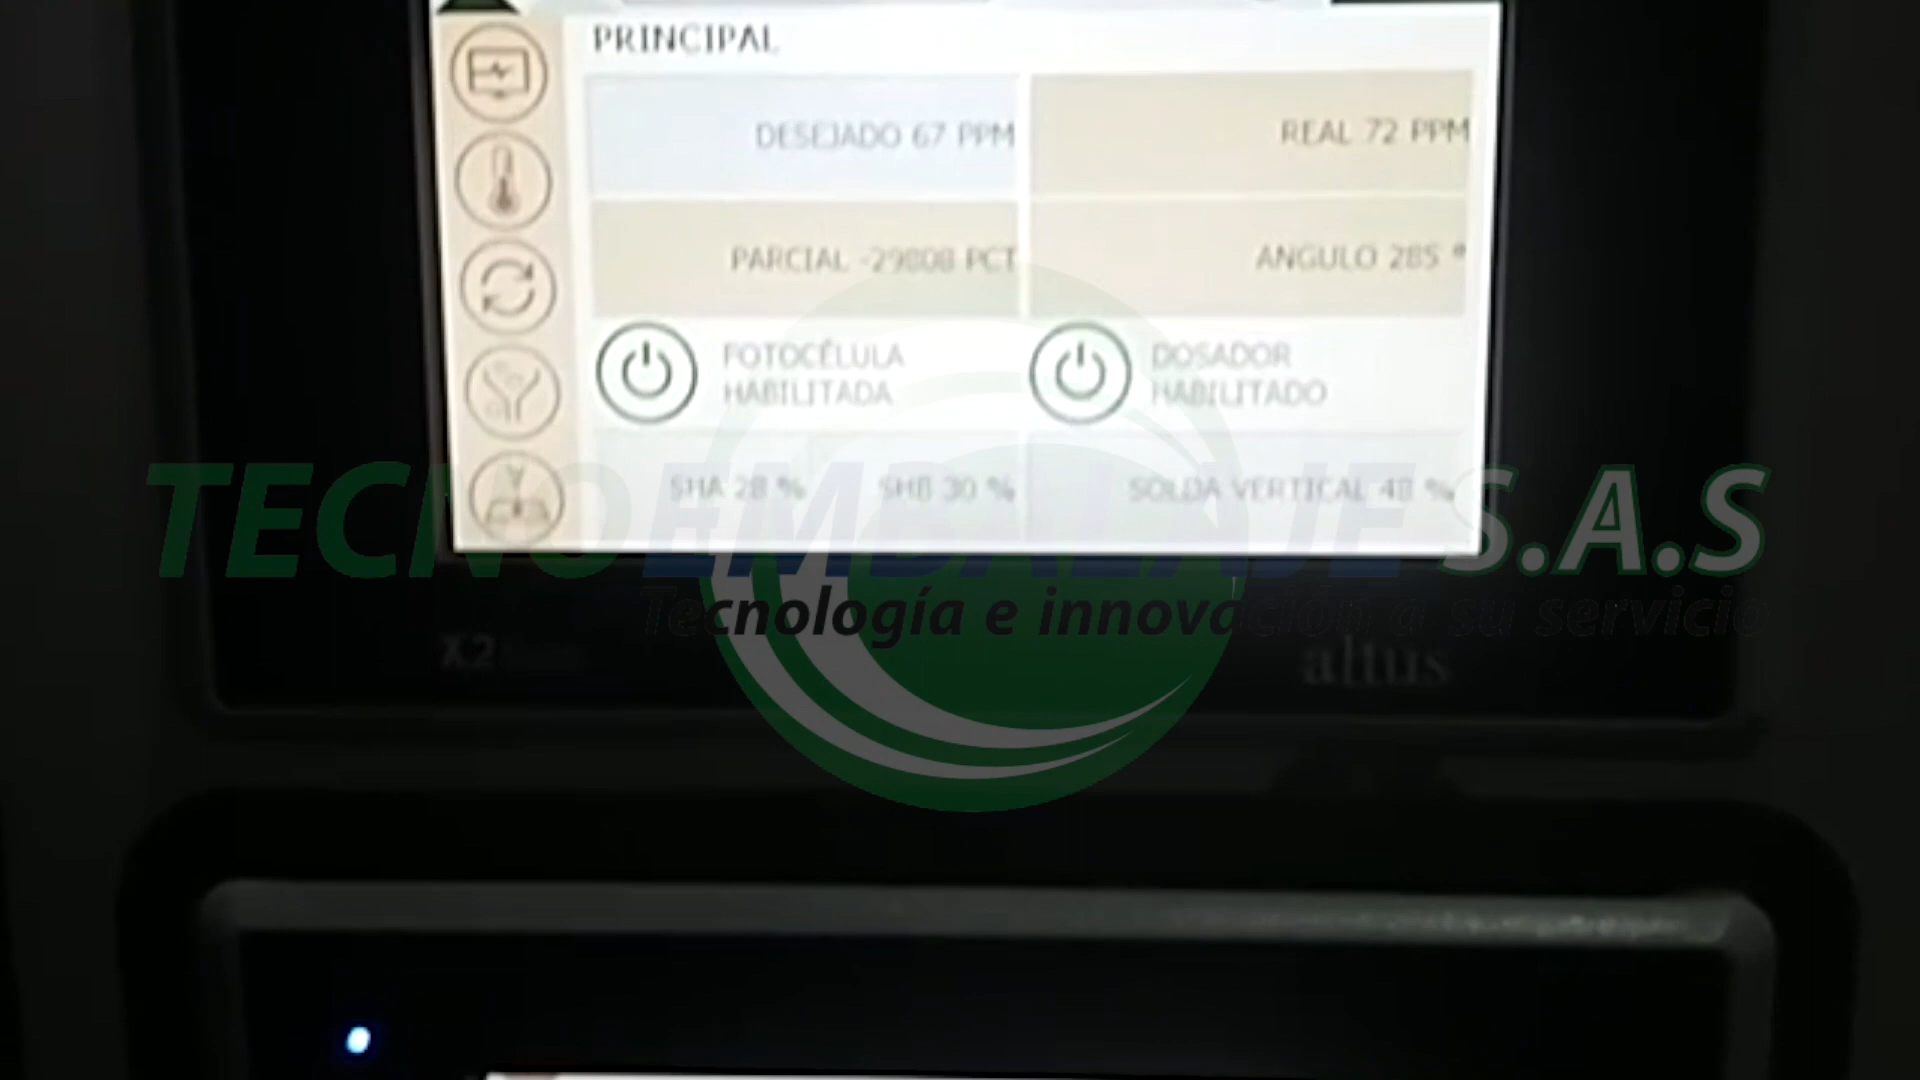 PRINCIPAL
DESEJADO 67 PPM
REAL 72 PPM
PARCIAL -29808 PCT
ANGULO 285 °
FOTOCÉLULA
HABILITADA
DOSADOR
HABILITADO
SHA 28 %
SHB 30 %
SOLDA VERTICAL 48 %
TECNOEMBALAJE S.A.S
Tecnología e innovación a su servicio
X2
altus